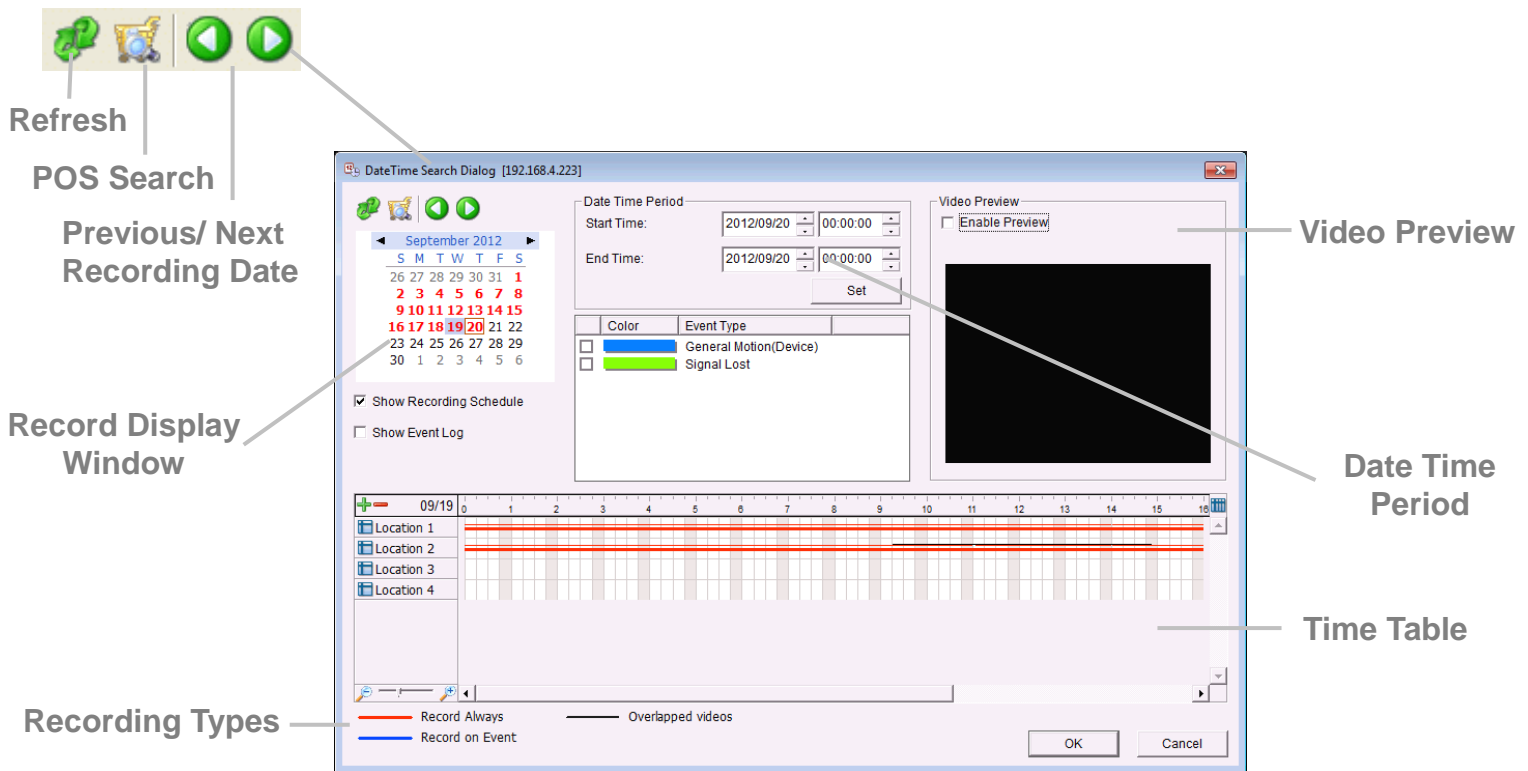 Refresh
POS Search
Previous/ Next
Recording Date
DateTime Search Dialog [192.168.4.223]
September 2012
S M T W T F S
26 27 28 29 30 31 1
2 3 4 5 6 7 8
9 10 11 12 13 14 15
16 17 18 19 20 21 22
23 24 25 26 27 28 29
30 1 2 3 4 5 6
Show Recording Schedule
Show Event Log
Date Time Period
Start Time: 2012/09/20 00:00:00
End Time: 2012/09/20 00:00:00
Set
Color Event Type
General Motion(Device)
Signal Lost
Video Preview
Enable Preview
Video Preview
Record Display
Window
Date Time
Period
09/19 0 1 2 3 4 5 6 7 8 9 10 11 12 13 14 15 16
Location 1
Location 2
Location 3
Location 4
Time Table
Recording Types
Record Always
Overlapped videos
Record on Event
OK
Cancel